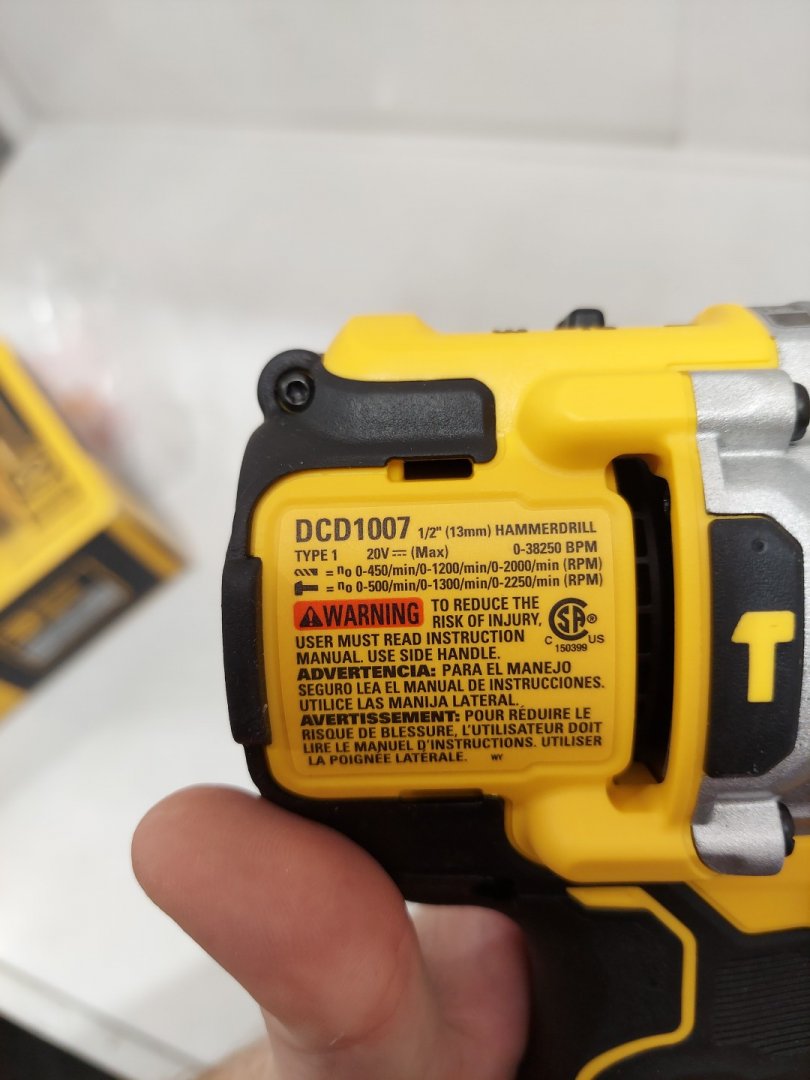 DCD1007 1/2" (13mm) HAMMERDRILL
TYPE 1 20V ⎓ (Max) 0-38250 BPM
= n₀ 0-450/min/0-1200/min/0-2000/min (RPM)
= n₀ 0-500/min/0-1300/min/0-2250/min (RPM)
WARNING TO REDUCE THE
RISK OF INJURY,
USER MUST READ INSTRUCTION
MANUAL. USE SIDE HANDLE.
C SA ® US
150399
ADVERTENCIA: PARA EL MANEJO
SEGURO LEA EL MANUAL DE INSTRUCCIONES.
UTILICE LAS MANIJA LATERAL.
AVERTISSEMENT: POUR RÉDUIRE LE
RISQUE DE BLESSURE, L'UTILISATEUR DOIT
LIRE LE MANUEL D'INSTRUCTIONS. UTILISER
LA POIGNÉE LATÉRALE. WY